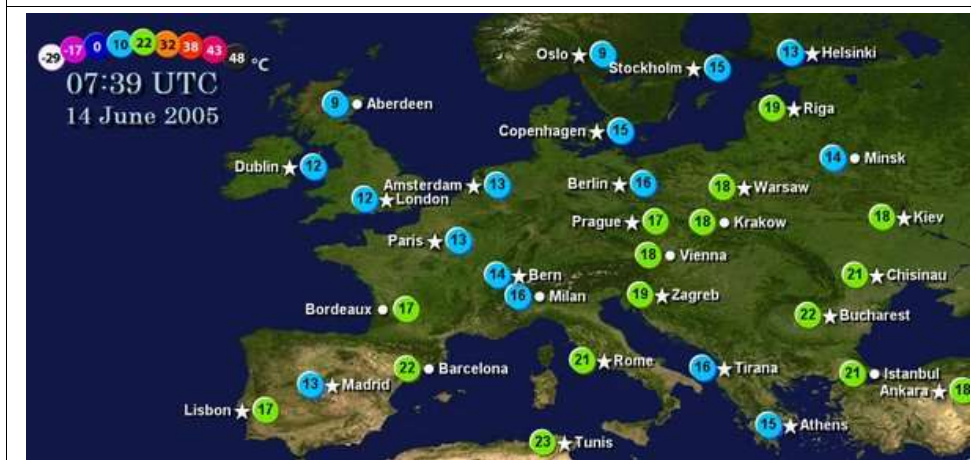 -29 -17 0 10 22 32 38 43 48 °C
07:39 UTC
14 June 2005
Oslo 9
13 Helsinki
Stockholm 15
9 Aberdeen
19 Riga
Copenhagen 15
14 Minsk
Dublin 12
Amsterdam 13
Berlin 16
18 Warsaw
12 London
Prague 17
18 Krakow
18 Kiev
Paris 13
18 Vienna
14 Bern
21 Chisinau
16 Milan
19 Zagreb
Bordeaux 17
22 Bucharest
21 Rome
22 Barcelona
16 Tirana
21 Istanbul
13 Madrid
Ankara 18
Lisbon 17
15 Athens
23 Tunis